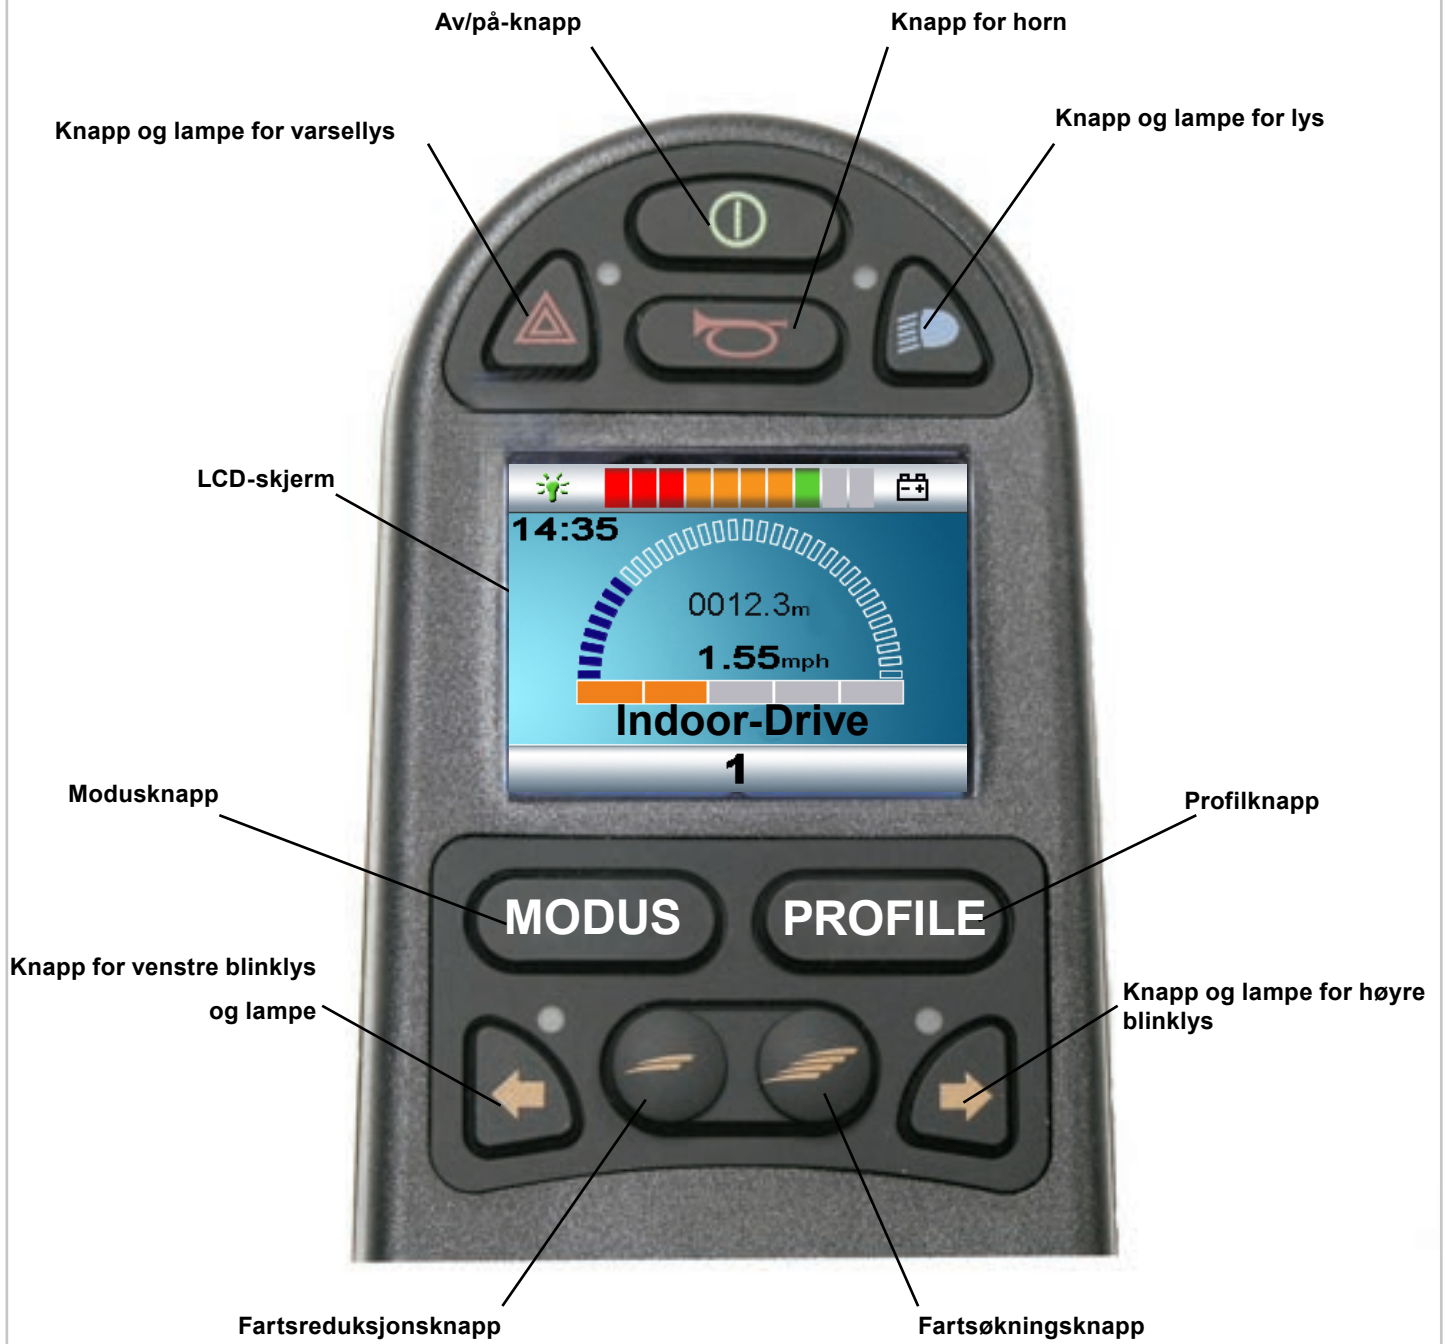 Av/på-knapp
Knapp for horn
Knapp og lampe for lys
Knapp og lampe for varsellys
LCD-skjerm
14:35
0012.3m
1.55mph
Indoor-Drive
1
Modusknapp
Profilknapp
MODUS
PROFILE
Knapp for venstre blinklys
og lampe
Knapp og lampe for høyre
blinklys
Fartsreduksjonsknapp
Fartsøkningsknapp